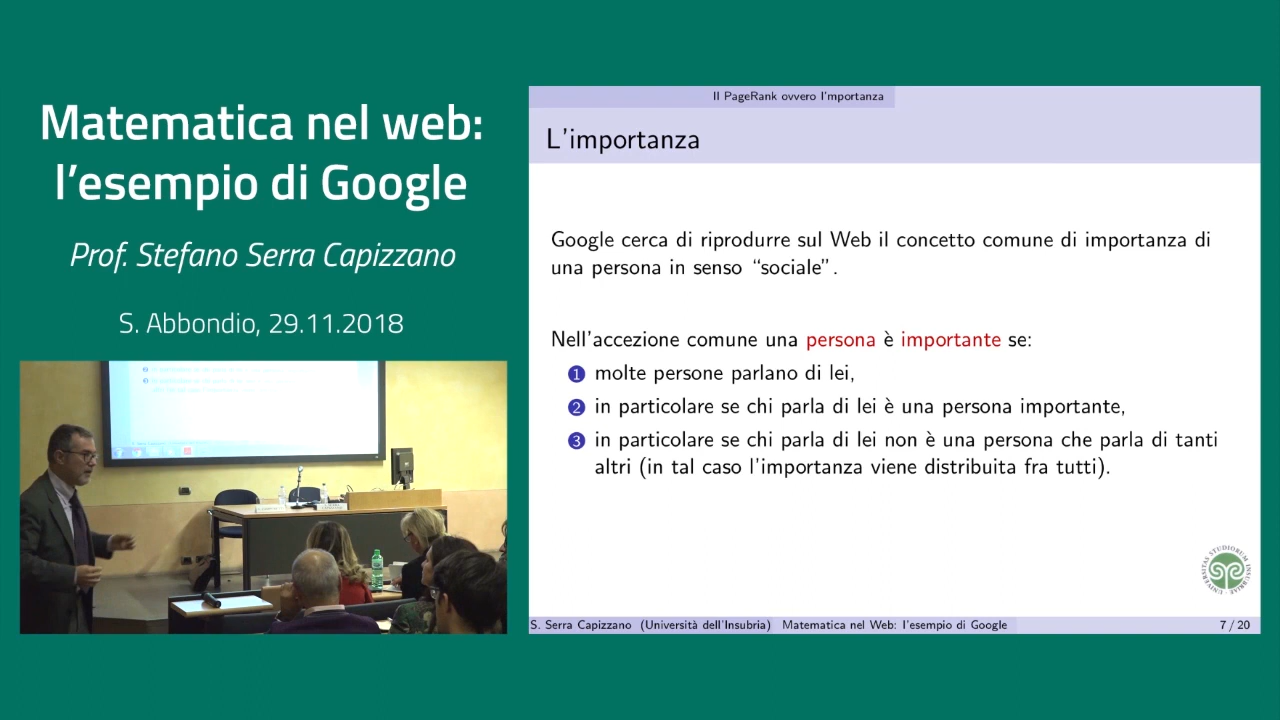 Matematica nel web:
l'esempio di Google
Prof. Stefano Serra Capizzano
S. Abbondio, 29.11.2018
Il PageRank ovvero l'mportanza
L'importanza
Google cerca di riprodurre sul Web il concetto comune di importanza di
una persona in senso “sociale”.
Nell'accezione comune una persona è importante se:
1 molte persone parlano di lei,
2 in particolare se chi parla di lei è una persona importante,
3 in particolare se chi parla di lei non è una persona che parla di tanti
altri (in tal caso l'importanza viene distribuita fra tutti).
UNIVERSITAS STUDIORUM INSUBRIAE
S. Serra Capizzano (Università dell'Insubria) Matematica nel Web: l'esempio di Google 7 / 20